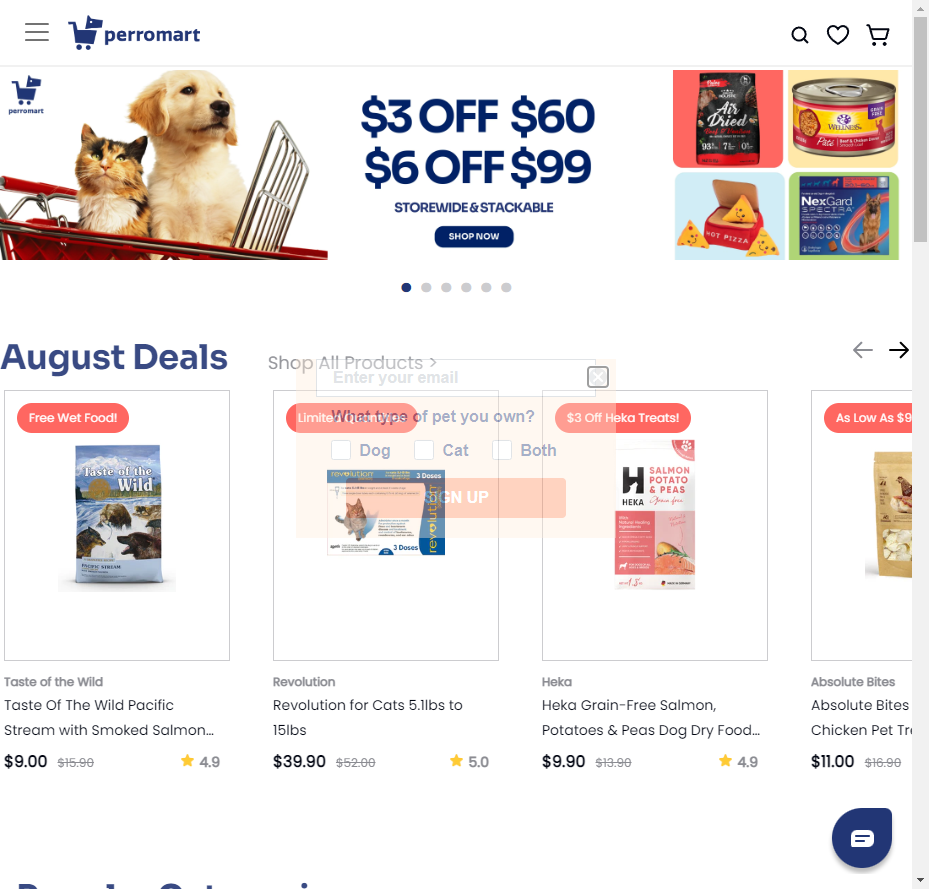 perromart
perromart
$3 OFF $60
$6 OFF $99
STOREWIDE & STACKABLE
SHOP NOW
Air
Dried
WELLNESS
Pâté
HOT PIZZA
NexGard
SPECTRA
August Deals
Shop All Products >
Enter your email
What type of pet you own?
Dog
Cat
Both
SIGN UP
Free Wet Food!
$3 Off Heka Treats!
As Low As $9
Taste of the
Wild
PACIFIC STREAM
revolution
3 Doses
3 Doses
revolution
SALMON
POTATO
& PEAS
Grain free
HEKA
Taste of the Wild
Taste Of The Wild Pacific
Stream with Smoked Salmon...
$9.00 $15.90 4.9
Revolution
Revolution for Cats 5.1lbs to
15lbs
$39.90 $52.00 5.0
Heka
Heka Grain-Free Salmon,
Potatoes & Peas Dog Dry Food...
$9.90 $13.90 4.9
Absolute Bites
Absolute Bites
Chicken Pet Tr
$11.00 $16.90